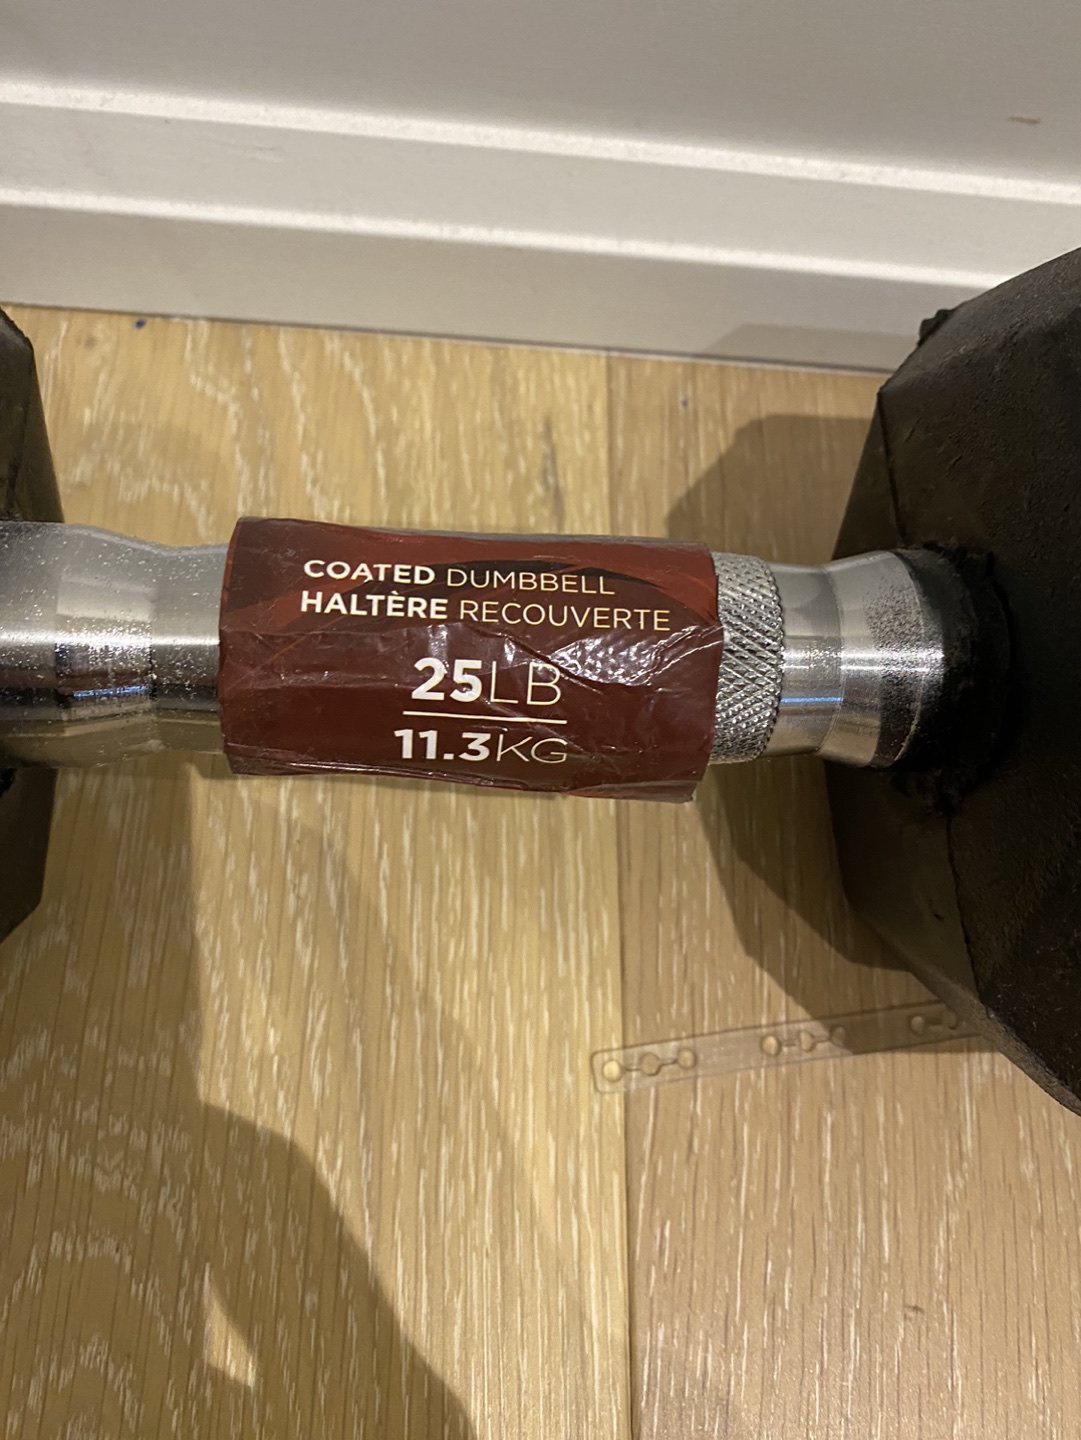 COATED DUMBBELL
HALTÈRE RECOUVERTE
25LB
11.3KG